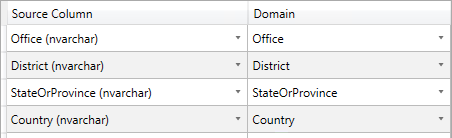 Source Column Domain
Office (nvarchar) Office
District (nvarchar) District
StateOrProvince (nvarchar) StateOrProvince
Country (nvarchar) Country